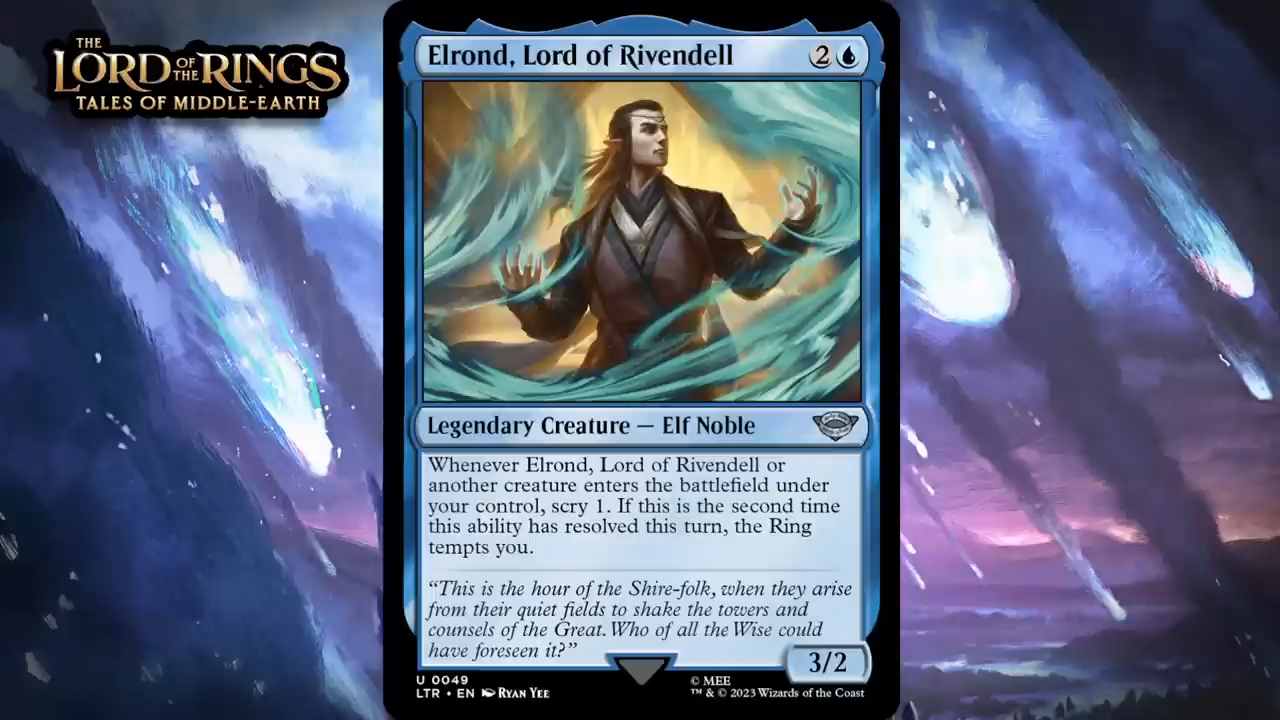 THE
LORD OF THE RINGS
TALES OF MIDDLE-EARTH
Elrond, Lord of Rivendell 2
Legendary Creature — Elf Noble
Whenever Elrond, Lord of Rivendell or
another creature enters the battlefield under
your control, scry 1. If this is the second time
this ability has resolved this turn, the Ring
tempts you.
“This is the hour of the Shire-folk, when they arise
from their quiet fields to shake the towers and
counsels of the Great. Who of all the Wise could
have foreseen it?”
3/2
U 0049
LTR • EN RYAN YEE
© MEE
™ & © 2023 Wizards of the Coast